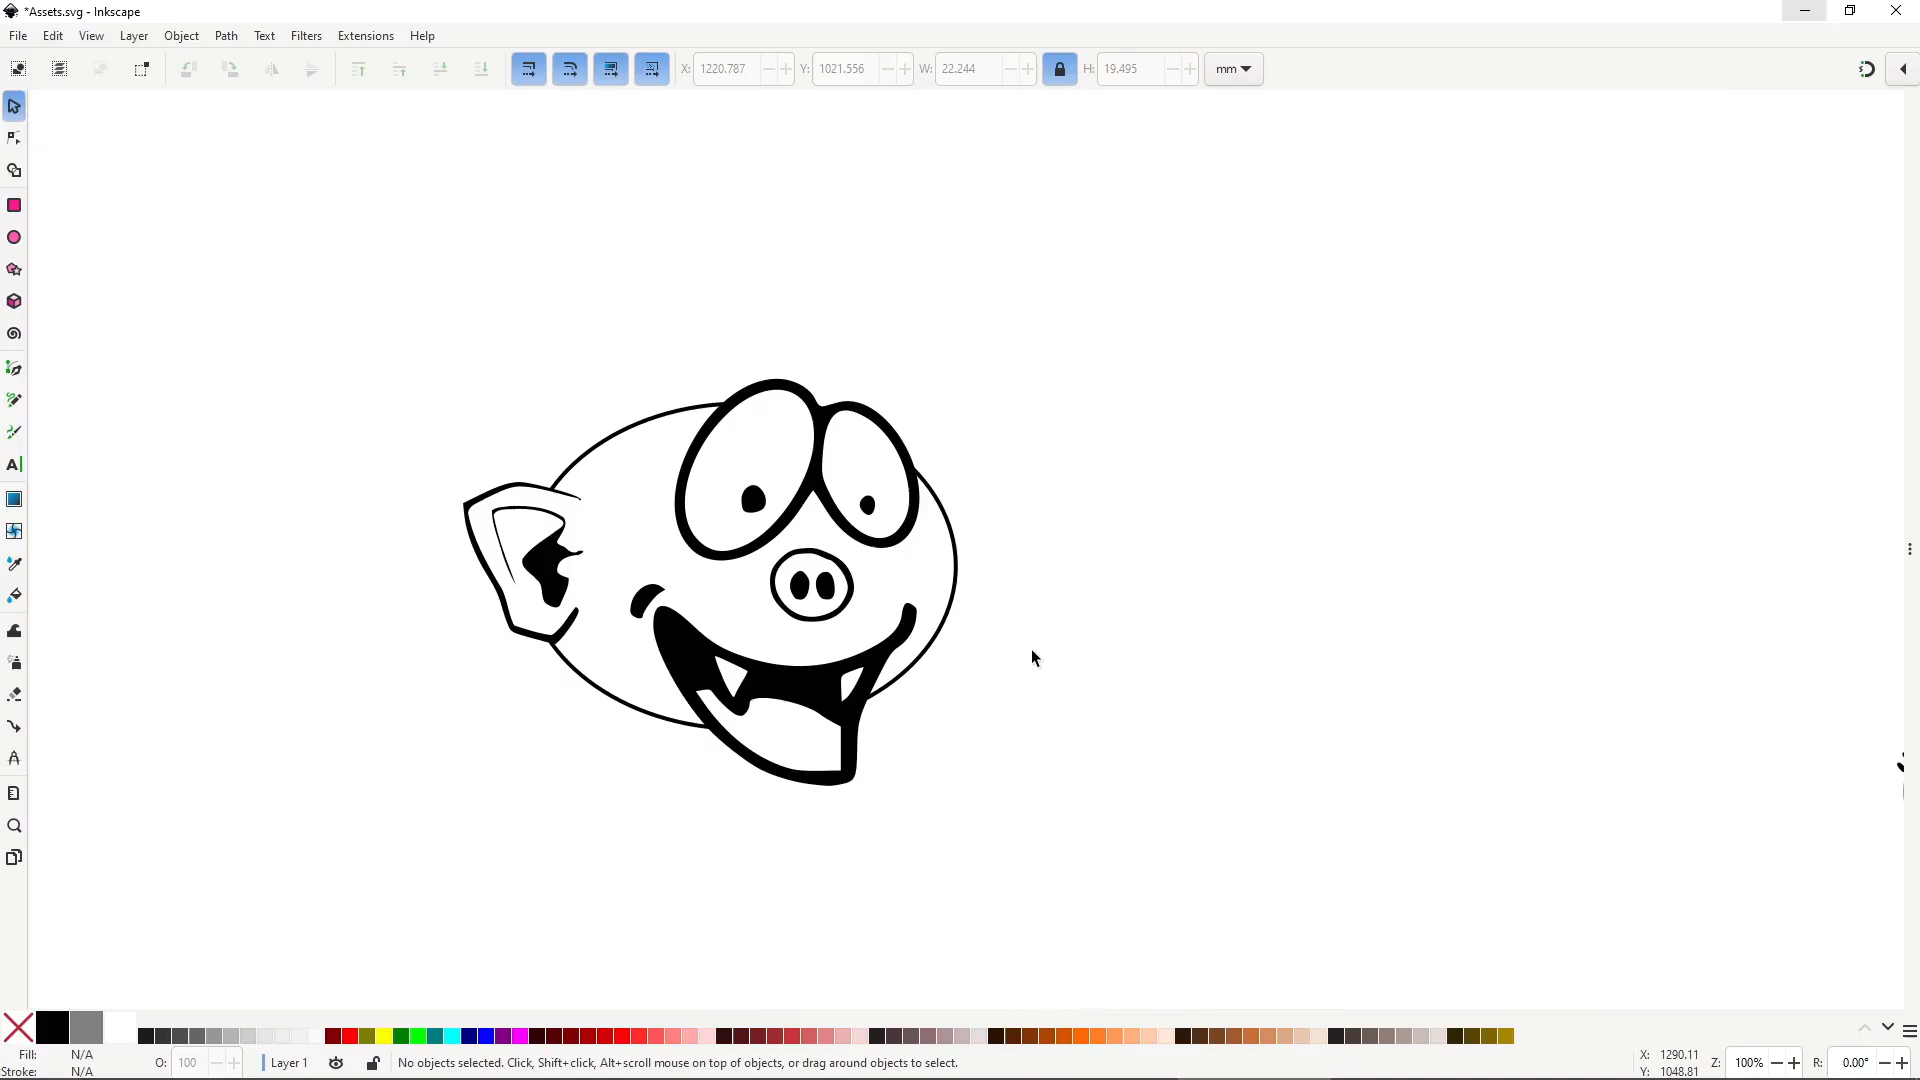 *Assets.svg - Inkscape
File Edit View Layer Object Path Text Filters Extensions Help
X: 1220.787 Y: 1021.556 W: 22.244 H: 19.495 mm
A
Fill: N/A O: 100 Layer 1 No objects selected. Click, Shift+click, Alt+scroll mouse on top of objects, or drag around objects to select. X: 1290.11 Z: 100% R: 0.00°
Stroke: N/A Y: 1048.81